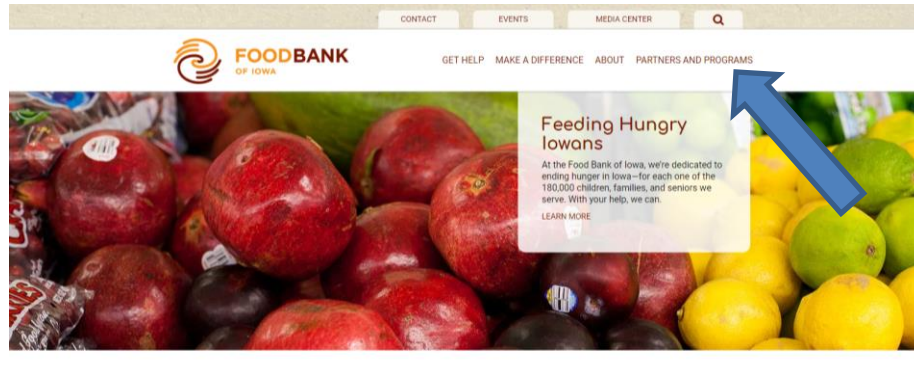 CONTACT
EVENTS
MEDIA CENTER
FOODBANK
OF IOWA
GET HELP
MAKE A DIFFERENCE
ABOUT
PARTNERS AND PROGRAMS
Feeding Hungry
Iowans
At the Food Bank of Iowa, we're dedicated to
ending hunger in Iowa—for each one of the
180,000 children, families, and seniors we
serve. With your help, we can.
LEARN MORE